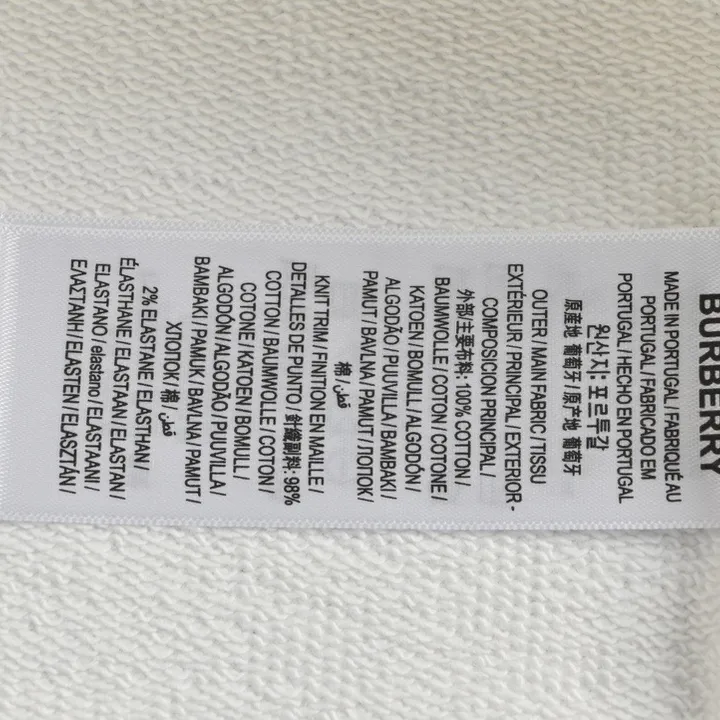 BURBERRY
MADE IN PORTUGAL / FABRIQUÉ AU
PORTUGAL / FABRICADO EM
PORTUGAL / HECHO EN PORTUGAL
원산지: 포르투갈
原産地 葡萄牙 / 原产地 葡萄牙
OUTER / MAIN FABRIC / TISSU
EXTÉRIEUR / PRINCIPAL / EXTERIOR -
COMPOSICION PRINCIPAL /
外部主要布料: 100% COTTON /
BAUMWOLLE / COTON / COTONE /
KATOEN / BOMULL / ALGODÓN /
ALGODÃO / PUUVILLA / BAMBAKI /
PAMUT / BAVLNA / PAMUT / ΛΟΠΟΚ /
棉 / قطن
KNIT TRIM / FINITION EN MAILLE /
DETALLES DE PUNTO / 針織副料: 98%
COTTON / BAUMWOLLE / COTON /
COTONE / KATOEN / BOMULL /
ALGODÓN / ALGODÃO / PUUVILLA /
BAMBAKI / PAMUK / BAVLNA / PAMUT /
ХЛОПОК / 棉 / قطن
2% ELASTANE / ELASTHAN /
ÉLASTHANE / ELASTAAN / ELASTAN /
ELASTANO / elastano / ELASTAANI /
ΕΛΑΣΤΑΝΗ / ELASTEN / ELASZTÁN /